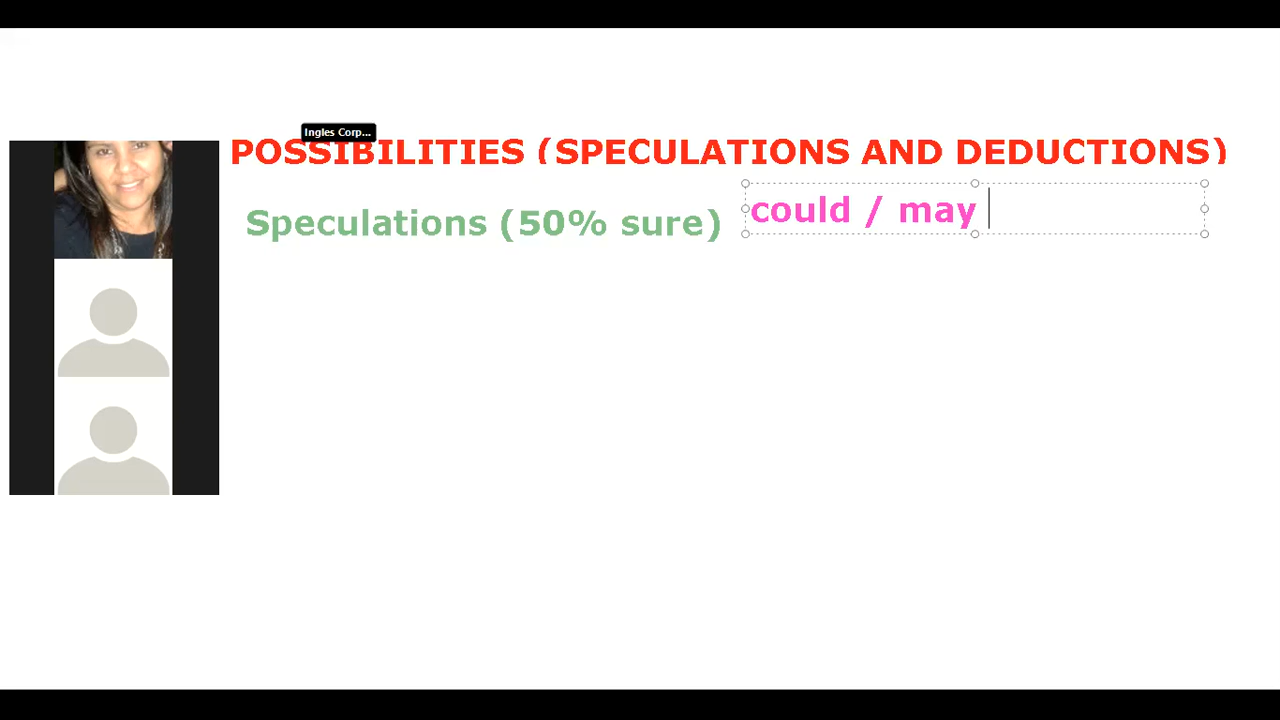 Ingles Corp...
POSSIBILITIES (SPECULATIONS AND DEDUCTIONS)
Speculations (50% sure)
could / may